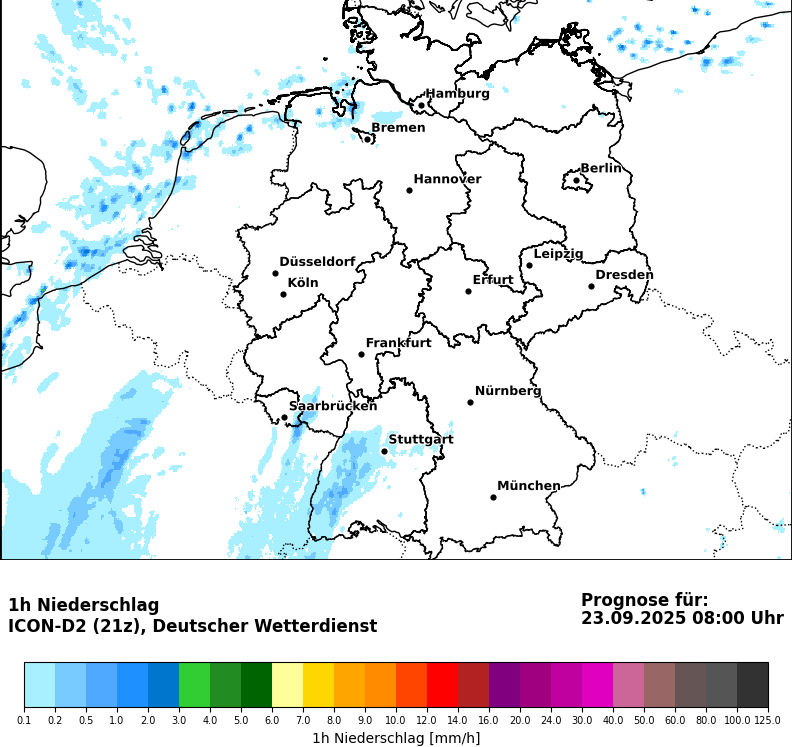 Hamburg
Bremen
Berlin
Hannover
Leipzig
Düsseldorf
Dresden
Köln
Erfurt
Frankfurt
Nürnberg
Saarbrücken
Stuttgart
München
1h Niederschlag
ICON-D2 (21z), Deutscher Wetterdienst
Prognose für:
23.09.2025 08:00 Uhr
0.1 0.2 0.5 1.0 2.0 3.0 4.0 5.0 6.0 7.0 8.0 9.0 10.0 12.0 14.0 16.0 20.0 24.0 30.0 40.0 50.0 60.0 80.0 100.0 125.0
1h Niederschlag [mm/h]